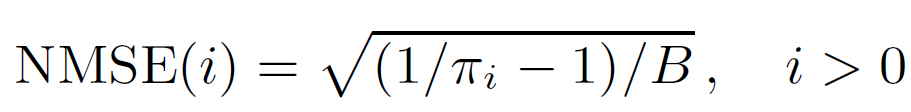 NMSE(i) = √(1/πᵢ − 1)/B , i > 0